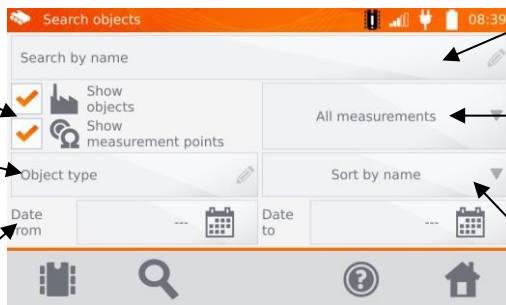 Search objects
08:39
Search by name
Show
objects
Show
measurement points
All measurements
Object type
Sort by name
Date
from
---
Date
to
---